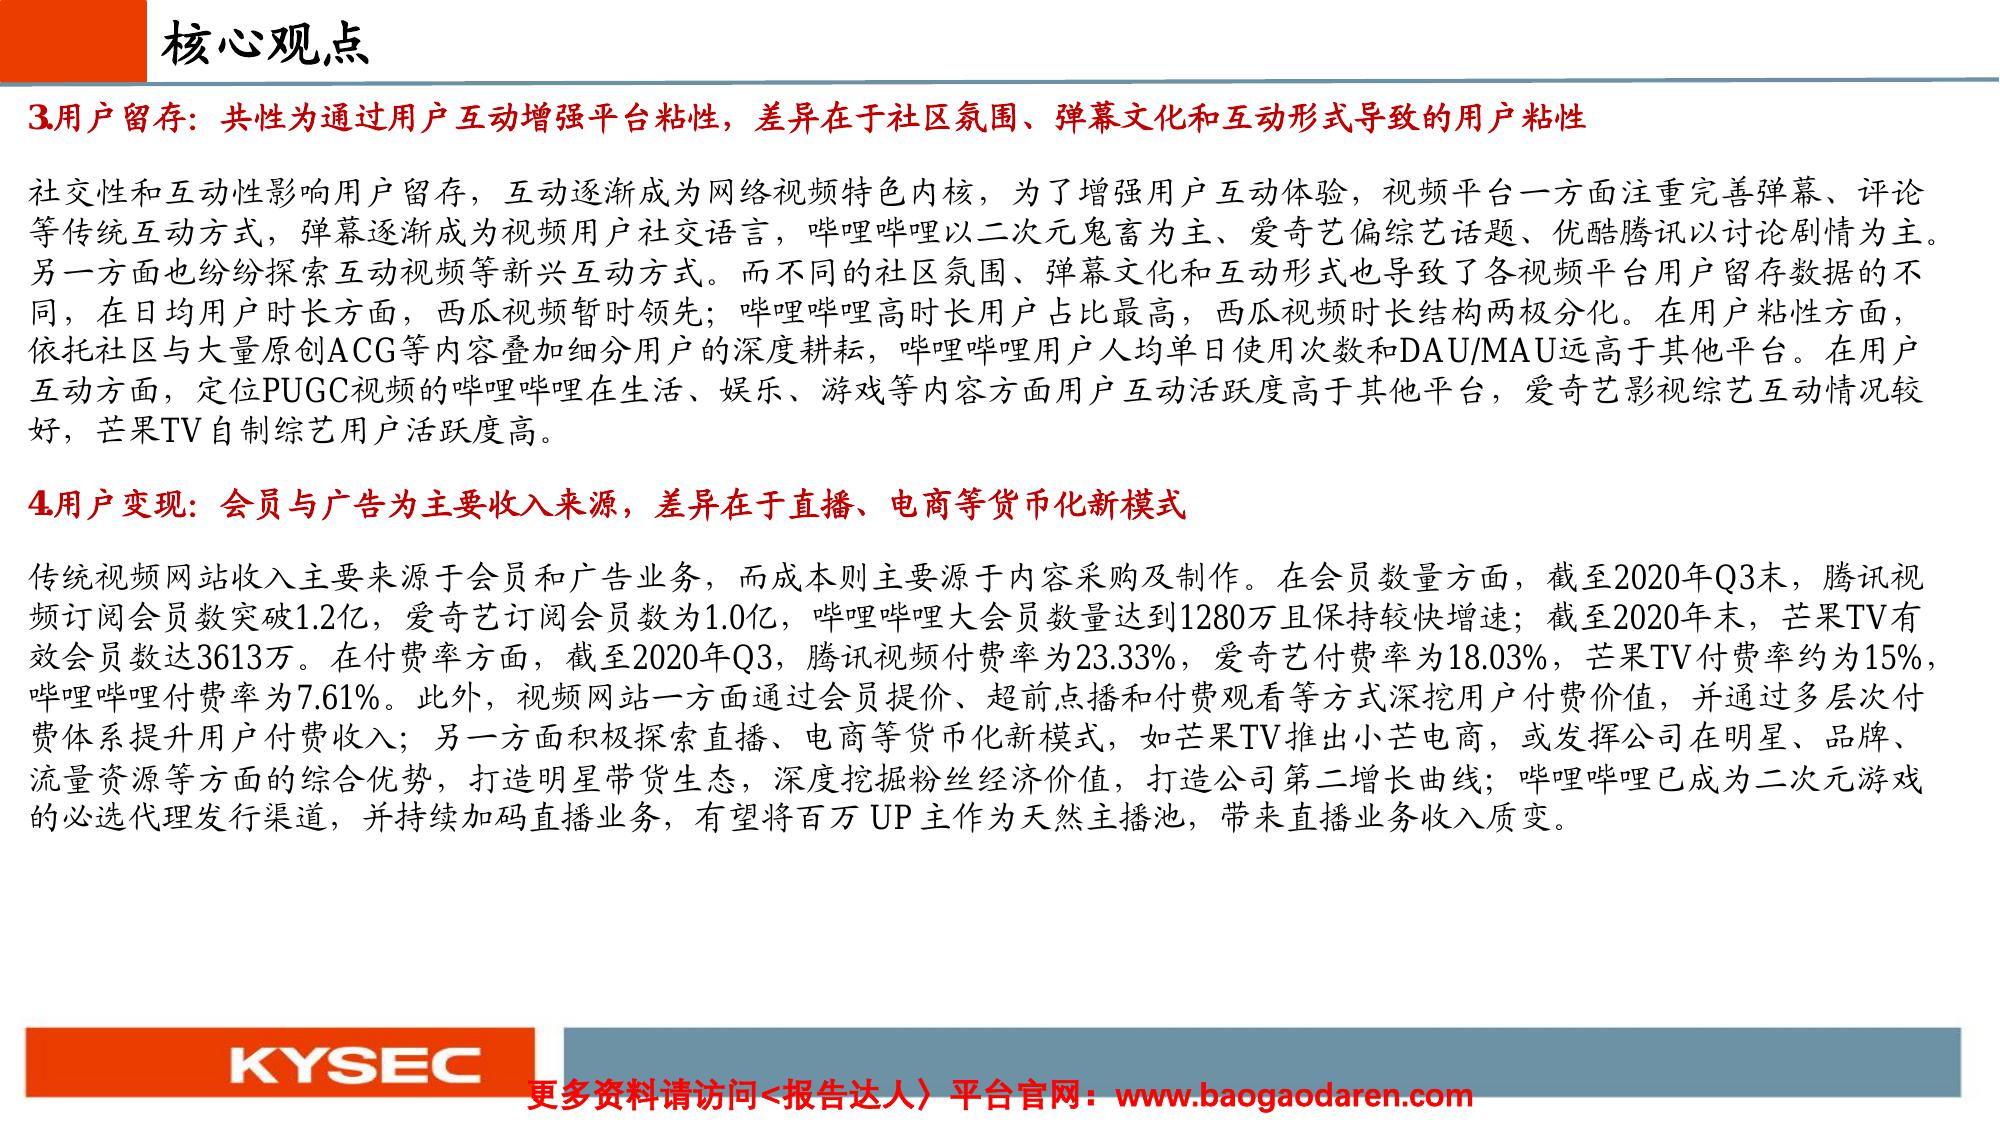 核心观点
3.用户留存：共性为通过用户互动增强平台粘性，差异在于社区氛围、弹幕文化和互动形式导致的用户粘性
社交性和互动性影响用户留存，互动逐渐成为网络视频特色内核，为了增强用户互动体验，视频平台一方面注重完善弹幕、评论
等传统互动方式，弹幕逐渐成为视频用户社交语言，哔哩哔哩以二次元鬼畜为主、爱奇艺偏综艺话题、优酷腾讯以讨论剧情为主。
另一方面也纷纷探索互动视频等新兴互动方式。而不同的社区氛围、弹幕文化和互动形式也导致了各视频平台用户留存数据的不
同，在日均用户时长方面，西瓜视频暂时领先；哔哩哔哩高时长用户占比最高，西瓜视频时长结构两极分化。在用户粘性方面，
依托社区与大量原创ACG等内容叠加细分用户的深度耕耘，哔哩哔哩用户人均单日使用次数和DAU/MAU远高于其他平台。在用户
互动方面，定位PUGC视频的哔哩哔哩在生活、娱乐、游戏等内容方面用户互动活跃度高于其他平台，爱奇艺影视综艺互动情况较
好，芒果TV自制综艺用户活跃度高。
4.用户变现：会员与广告为主要收入来源，差异在于直播、电商等货币化新模式
传统视频网站收入主要来源于会员和广告业务，而成本则主要源于内容采购及制作。在会员数量方面，截至2020年Q3末，腾讯视
频订阅会员数突破1.2亿，爱奇艺订阅会员数为1.0亿，哔哩哔哩大会员数量达到1280万且保持较快增速；截至2020年末，芒果TV有
效会员数达3613万。在付费率方面，截至2020年Q3，腾讯视频付费率为23.33%，爱奇艺付费率为18.03%，芒果TV付费率约为15%，
哔哩哔哩付费率为7.61%。此外，视频网站一方面通过会员提价、超前点播和付费观看等方式深挖用户付费价值，并通过多层次付
费体系提升用户付费收入；另一方面积极探索直播、电商等货币化新模式，如芒果TV推出小芒电商，或发挥公司在明星、品牌、
流量资源等方面的综合优势，打造明星带货生态，深度挖掘粉丝经济价值，打造公司第二增长曲线；哔哩哔哩已成为二次元游戏
的必选代理发行渠道，并持续加码直播业务，有望将百万 UP 主作为天然主播池，带来直播业务收入质变。
KYSEC
更多资料请访问<报告达人〉平台官网：www.baogaodaren.com